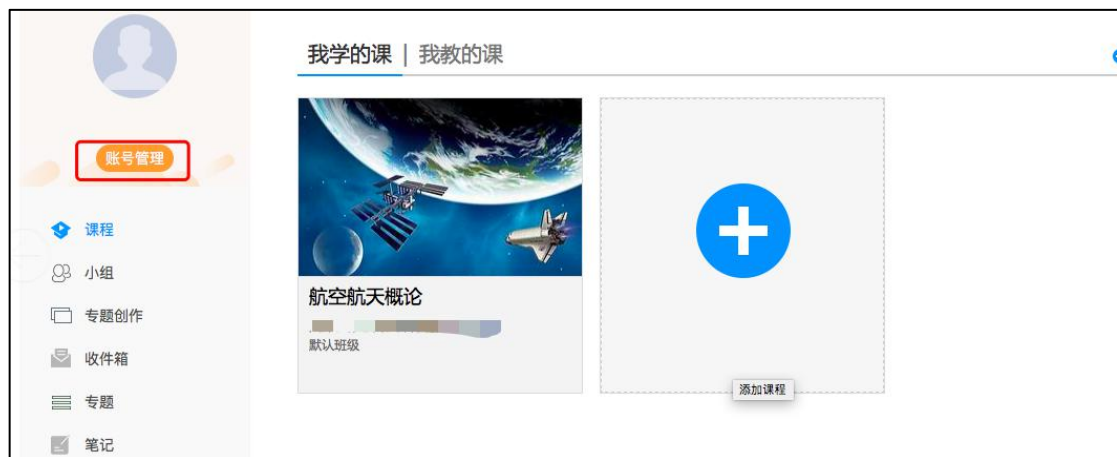 账号管理
课程
小组
专题创作
收件箱
专题
笔记
我学的课 | 我教的课
航空航天概论
默认班级
添加课程